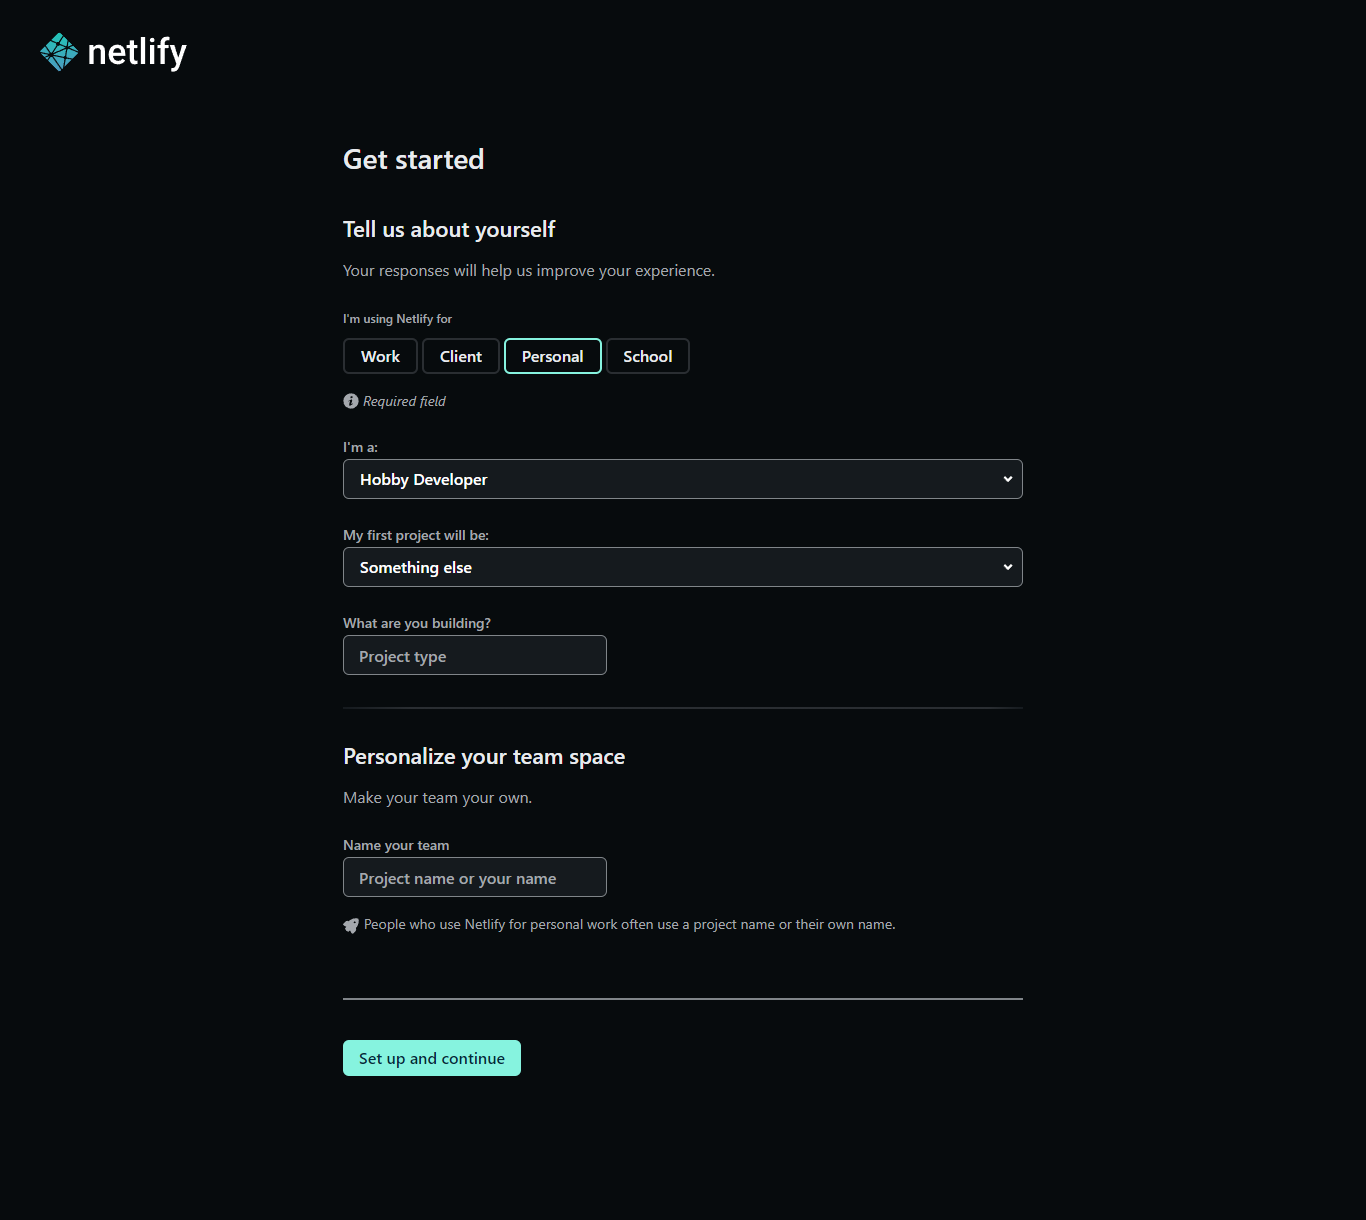 netlify
Get started
Tell us about yourself
Your responses will help us improve your experience.
I'm using Netlify for
Work Client Personal School
Required field
I'm a:
Hobby Developer
My first project will be:
Something else
What are you building?
Project type
Personalize your team space
Make your team your own.
Name your team
Project name or your name
People who use Netlify for personal work often use a project name or their own name.
Set up and continue